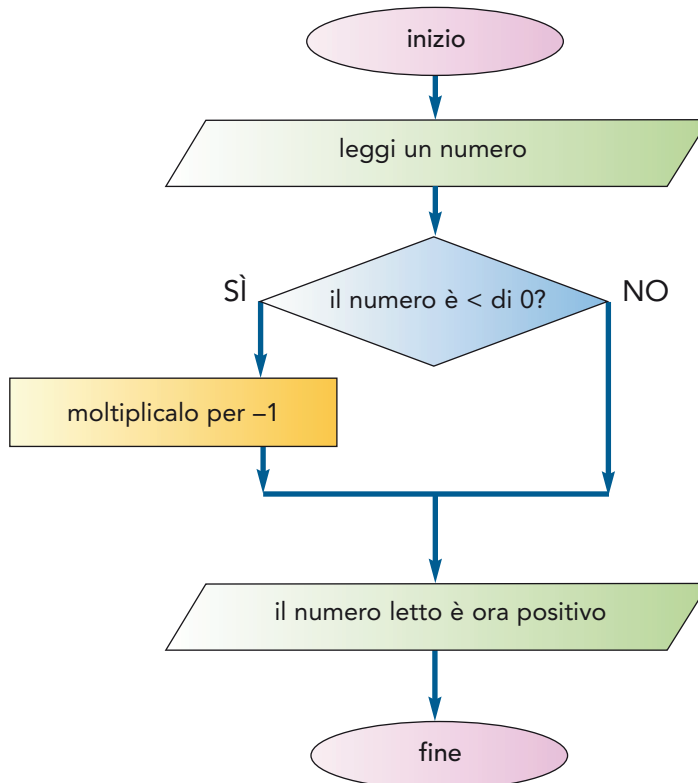 inizio
leggi un numero
SÌ
il numero è < di 0?
NO
moltiplicalo per –1
il numero letto è ora positivo
fine